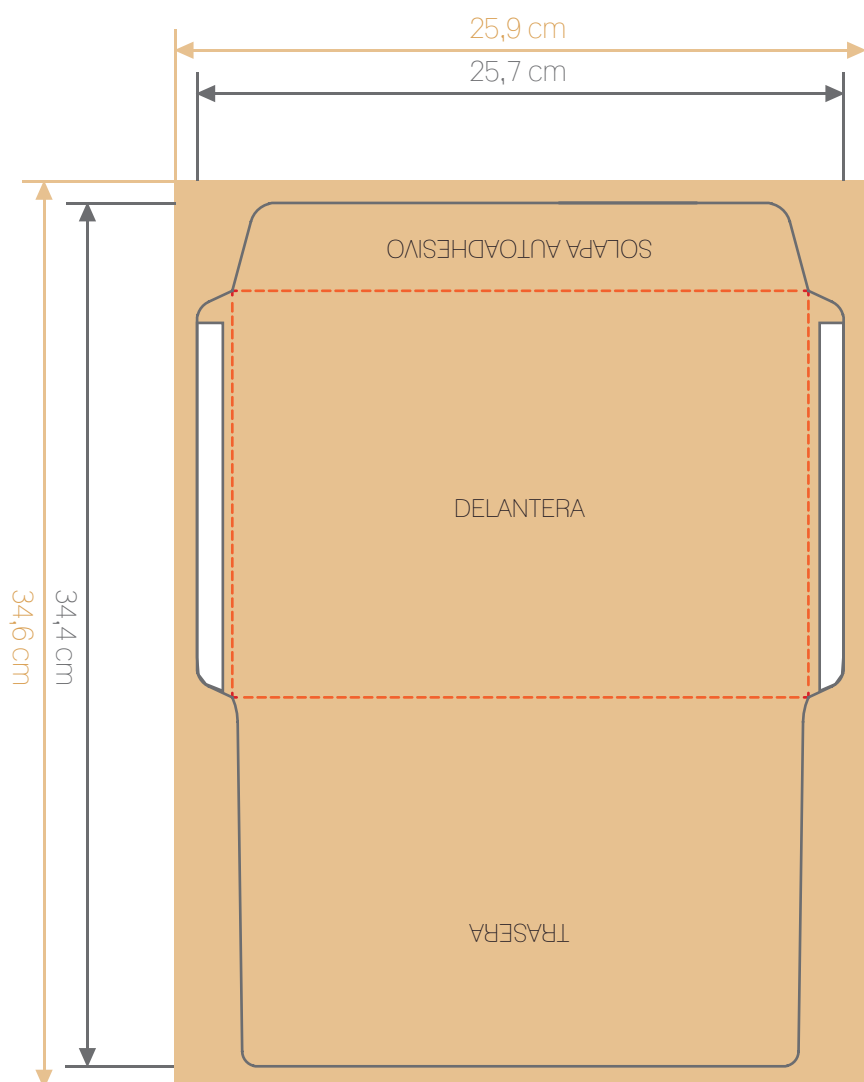 25,9 cm
25,7 cm
SOLAPA AUTOADHESIVO
DELANTERA
34,4 cm
34,6 cm
TRASERA